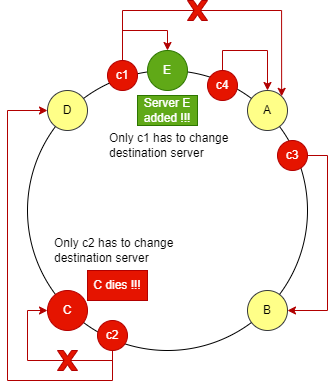 c1
E
c4
D
Server E
added !!!
A
Only c1 has to change
destination server
c3
Only c2 has to change
destination server
C dies !!!
C
B
c2